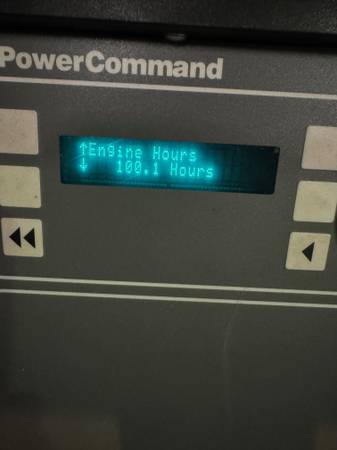 PowerCommand
↑Engine Hours
↓ 100.1 Hours